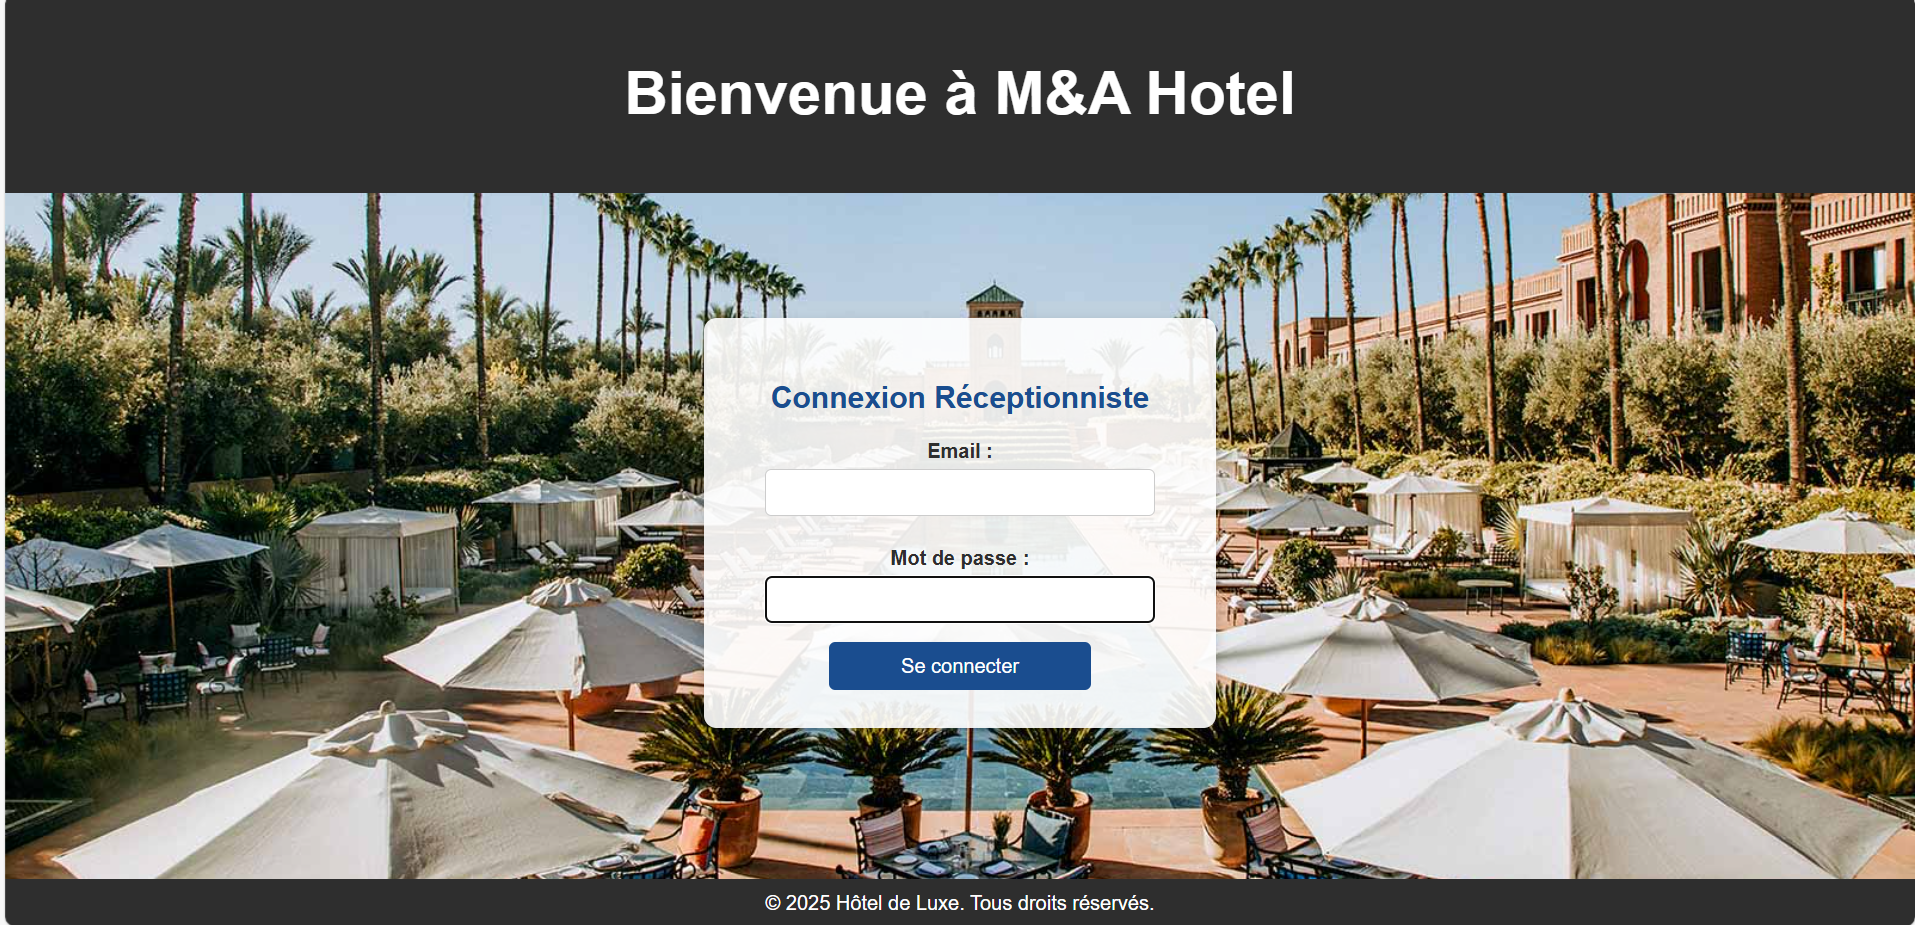 Bienvenue à M&A Hotel
Connexion Réceptionniste
Email :
Mot de passe :
Se connecter
© 2025 Hôtel de Luxe. Tous droits réservés.